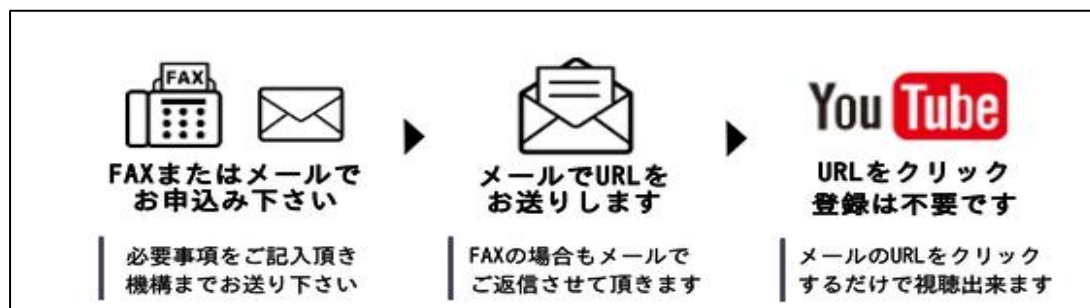 FAX
FAXまたはメールで
お申込み下さい
必要事項をご記入頂き
機構までお送り下さい
メールでURLを
お送りします
FAXの場合もメールで
ご返信させて頂きます
YouTube
URLをクリック
登録は不要です
メールのURLをクリック
するだけで視聴出来ます